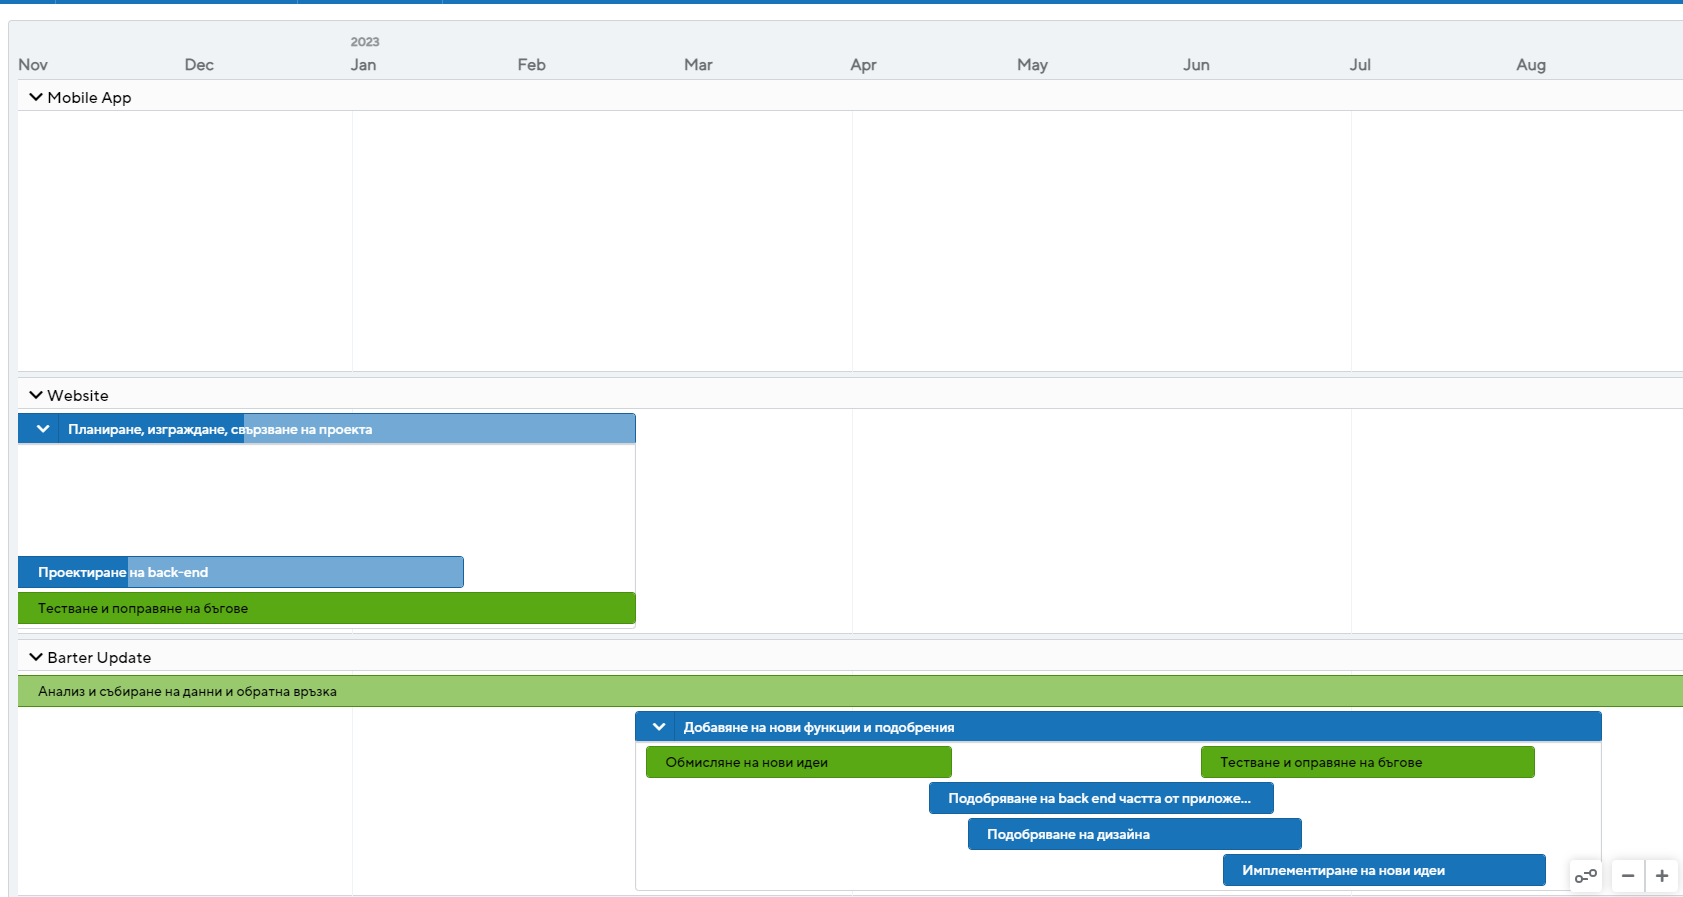 2023
Nov Dec Jan Feb Mar Apr May Jun Jul Aug
Mobile App
Website
Планиране, изграждане, свързване на проекта
Проектиране на back-end
Тестване и поправяне на бъгове
Barter Update
Анализ и събиране на данни и обратна връзка
Добавяне на нови функции и подобрения
Обмисляне на нови идеи Тестване и оправяне на бъгове
Подобряване на back end частта от приложе...
Подобряване на дизайна
Имплементиране на нови идеи